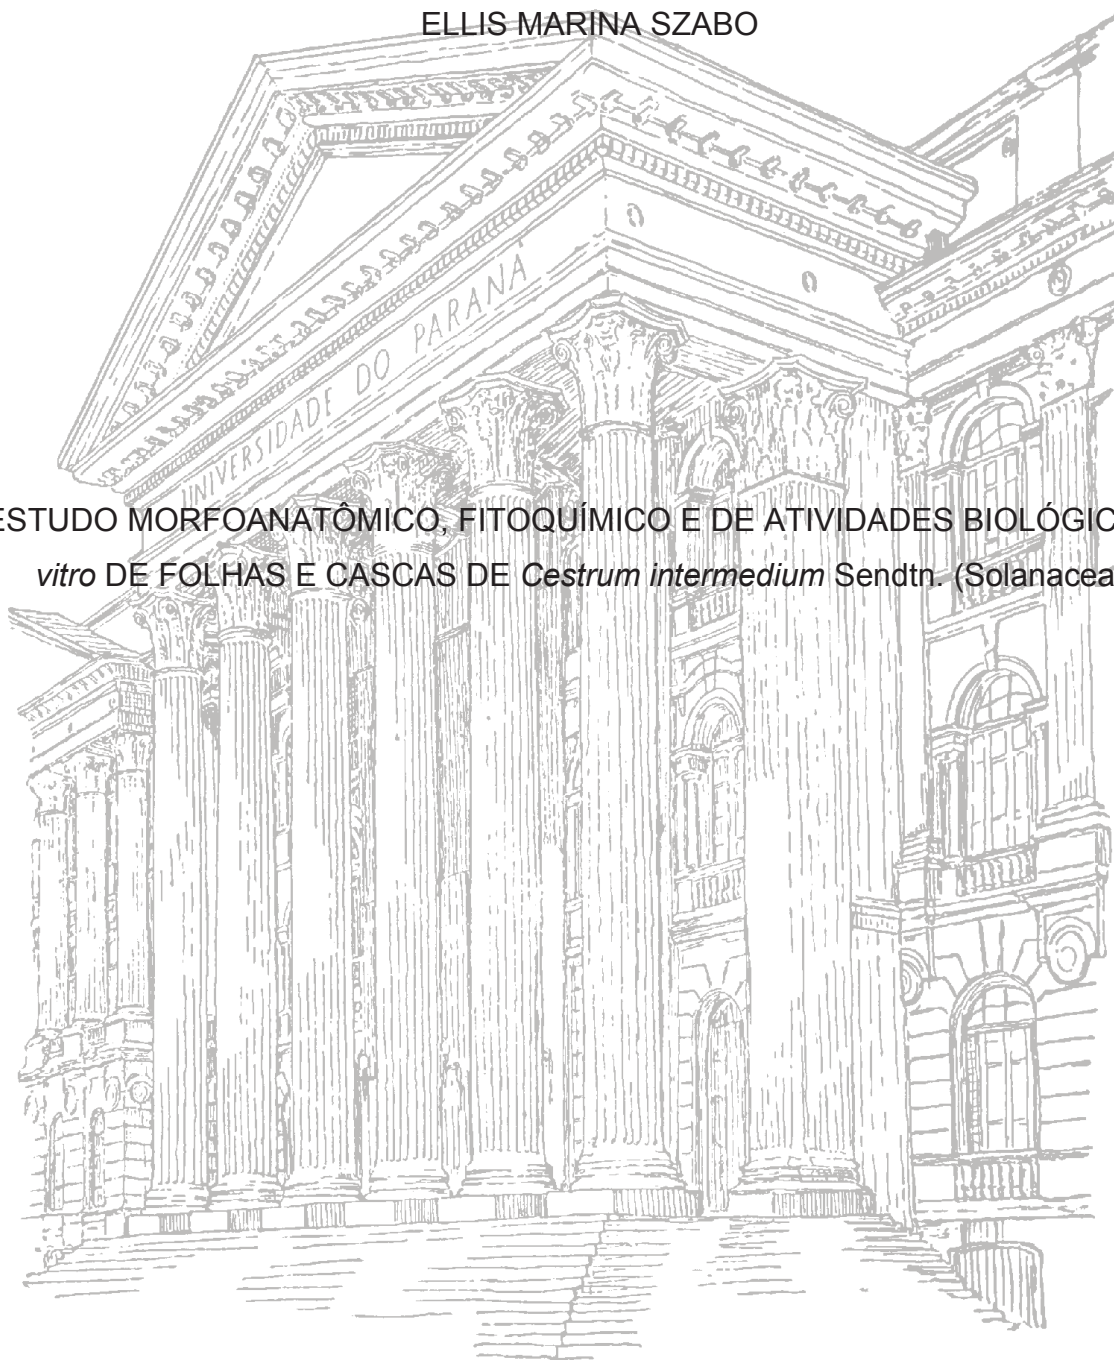 ELLIS MARINA SZABO
UNIVERSIDADE DO PARANÁ
ESTUDO MORFOANATÔMICO, FITOQUÍMICO E DE ATIVIDADES BIOLÓGIC
vitro DE FOLHAS E CASCAS DE Cestrum intermedium Sendtn. (Solanacea